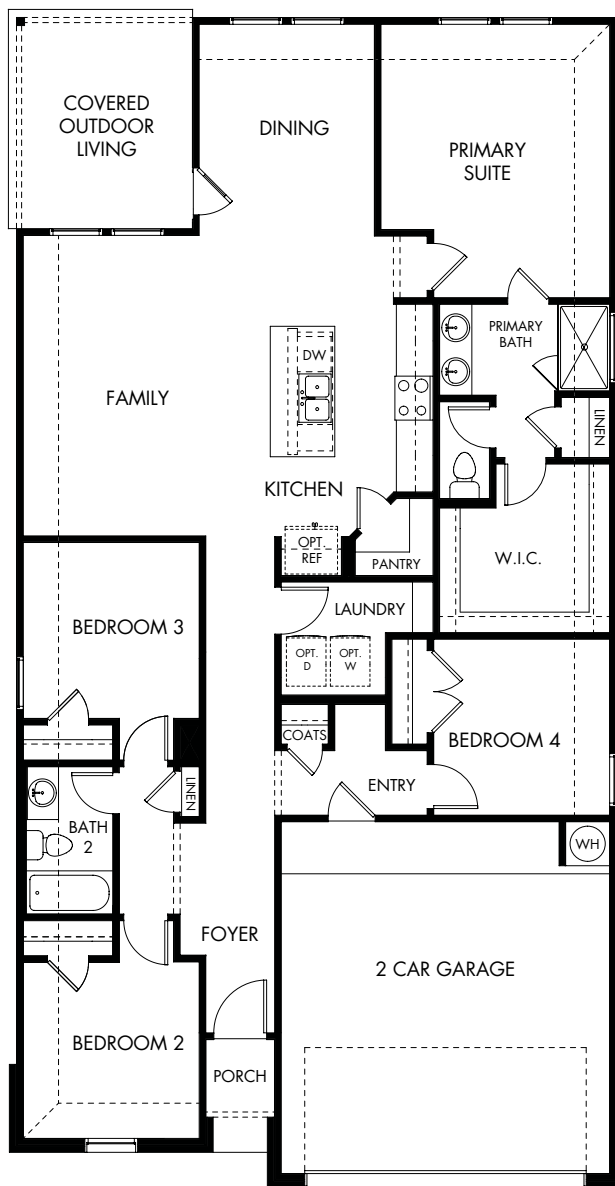 COVERED
OUTDOOR
LIVING
DINING
PRIMARY
SUITE
PRIMARY
BATH
DW
FAMILY
LINEN
KITCHEN
OPT.
REF
PANTRY
W.I.C.
BEDROOM 3
LAUNDRY
OPT.
D
OPT.
W
COATS
BEDROOM 4
ENTRY
LINEN
BATH
2
WH
FOYER
2 CAR GARAGE
BEDROOM 2
PORCH